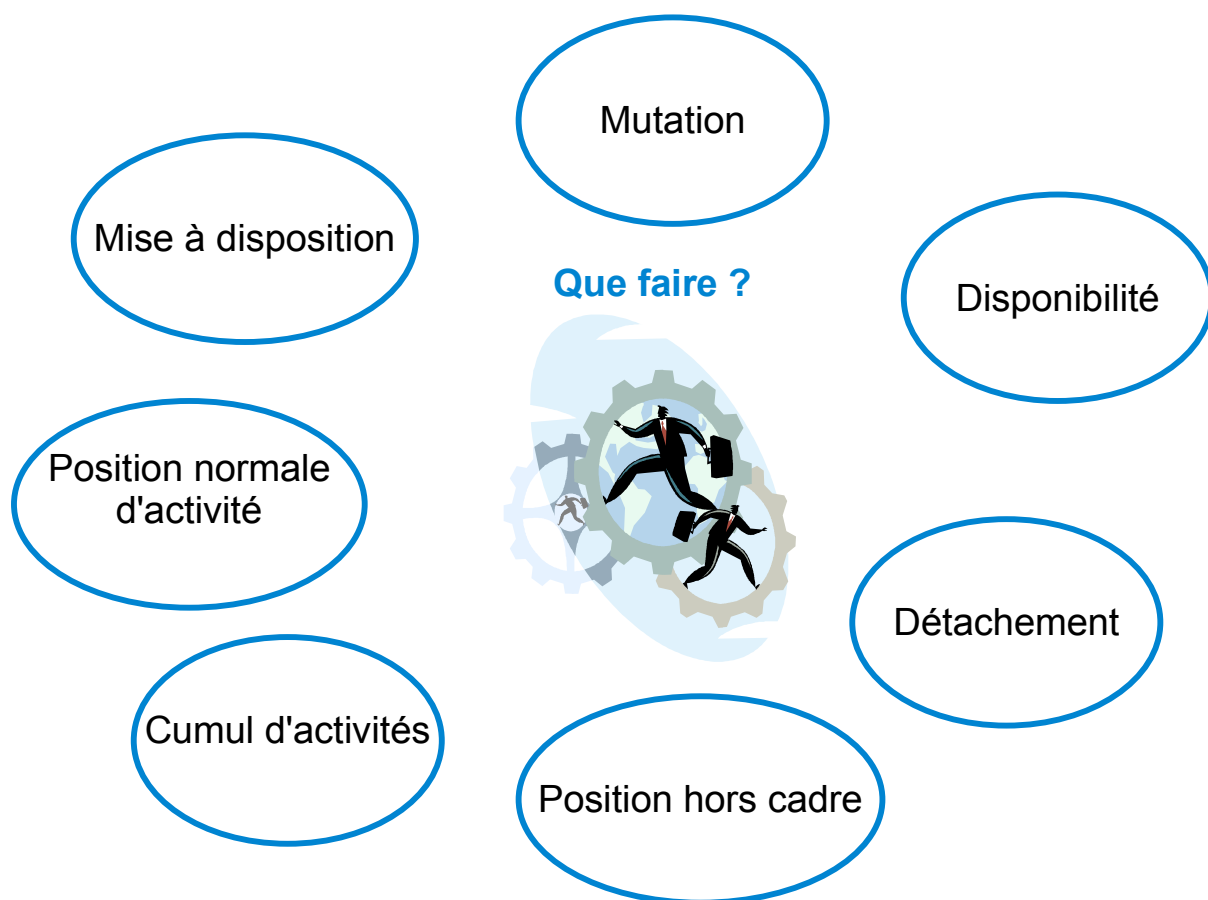 Mutation
Mise à disposition
Que faire ?
Disponibilité
Position normale
d'activité
Détachement
Cumul d'activités
Position hors cadre